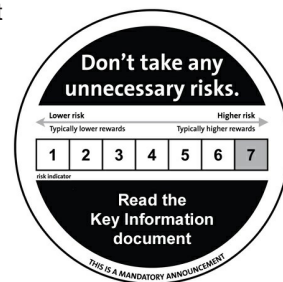 t
Don't take any
unnecessary risks.
Lower risk Higher risk
Typically lower rewards Typically higher rewards
1 2 3 4 5 6 7
risk indicator
Read the
Key Information
document
THIS IS A MANDATORY ANNOUNCEMENT